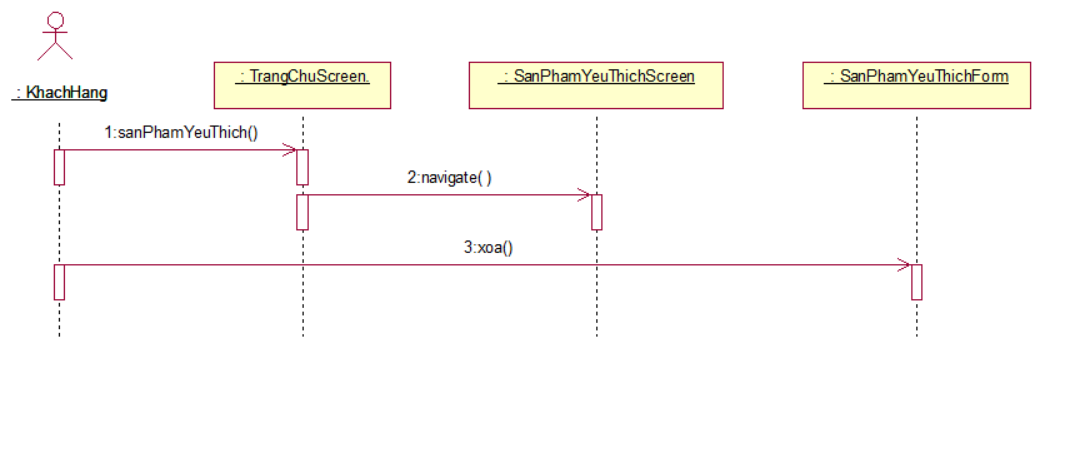 : KhachHang
: TrangChuScreen.
: SanPhamYeuThichScreen
: SanPhamYeuThichForm
1:sanPhamYeuThich()
2:navigate( )
3:xoa()